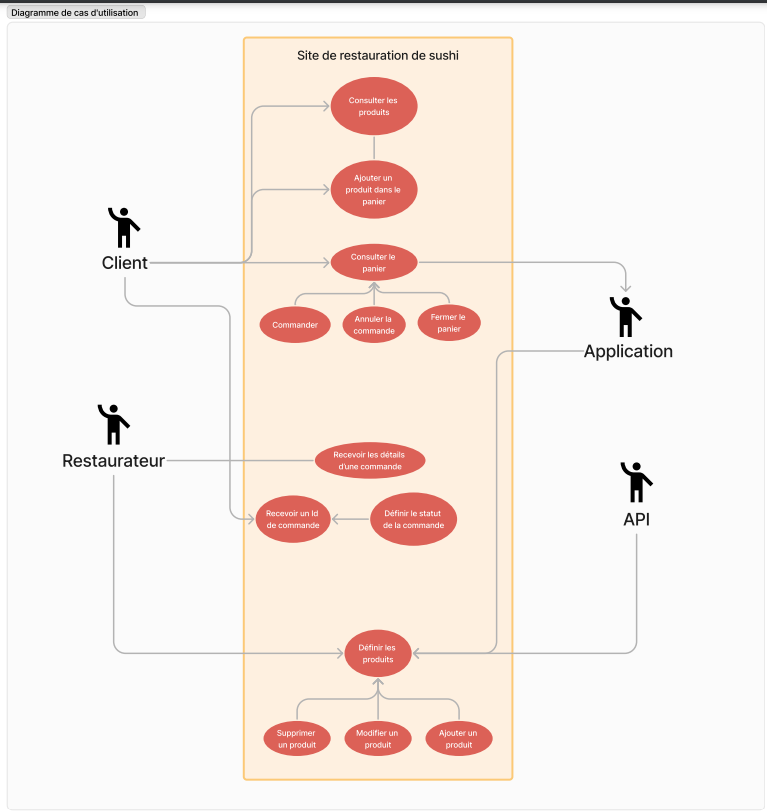 Diagramme de cas d'utilisation
Site de restauration de sushi
Consulter les
produits
Ajouter un
produit dans le
panier
Client
Consulter le
panier
Commander
Annuler la
commande
Fermer le
panier
Application
Restaurateur
Recevoir les détails
d'une commande
Recevoir un Id
de commande
Définir le statut
de la commande
API
Définir les
produits
Supprimer
un produit
Modifier un
produit
Ajouter un
produit